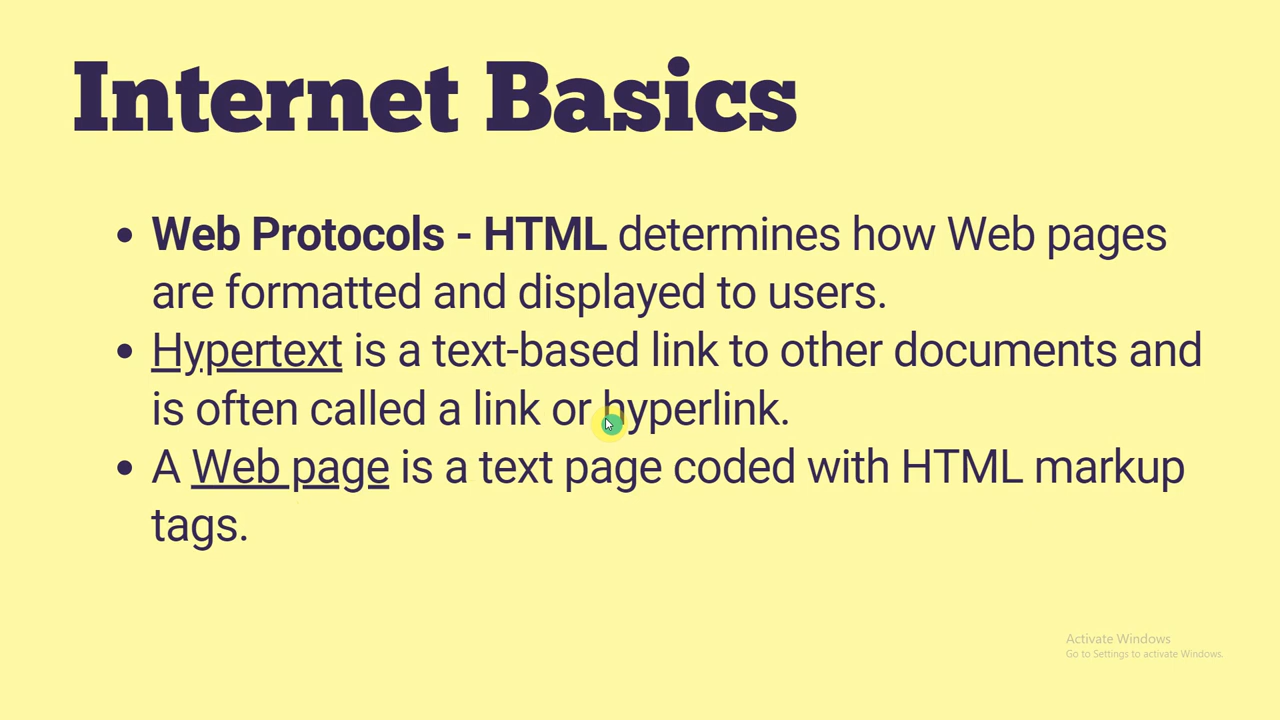 Internet Basics
• Web Protocols - HTML determines how Web pages
are formatted and displayed to users.
• Hypertext is a text-based link to other documents and
is often called a link or hyperlink.
• A Web page is a text page coded with HTML markup
tags.
Activate Windows
Go to Settings to activate Windows.